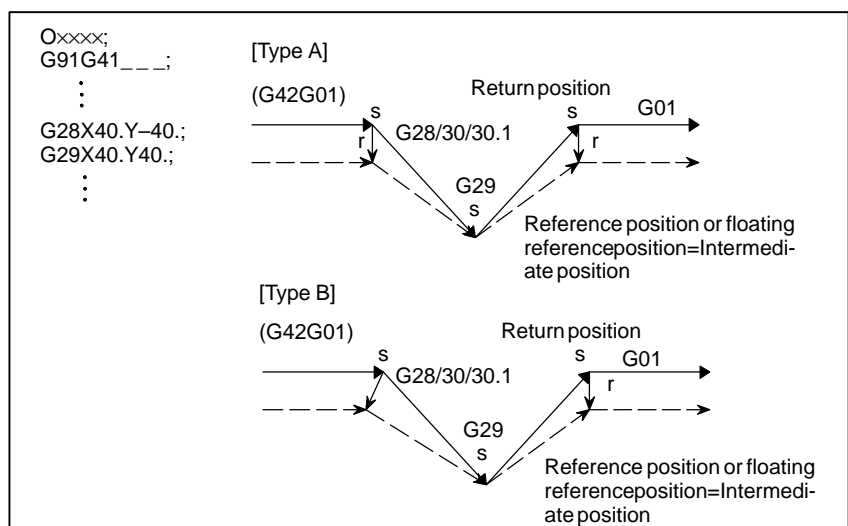 O××××;
G91G41_ _ _;
G28X40.Y–40.;
G29X40.Y40.;
[Type A]
(G42G01)
Return position
s
s
G01
G28/30/30.1
r
r
G29
s
Reference position or floating
referenceposition=Intermedi-
ate position
[Type B]
(G42G01)
Return position
s
s
G01
G28/30/30.1
r
G29
s
Reference position or floating
referenceposition=Intermedi-
ate position